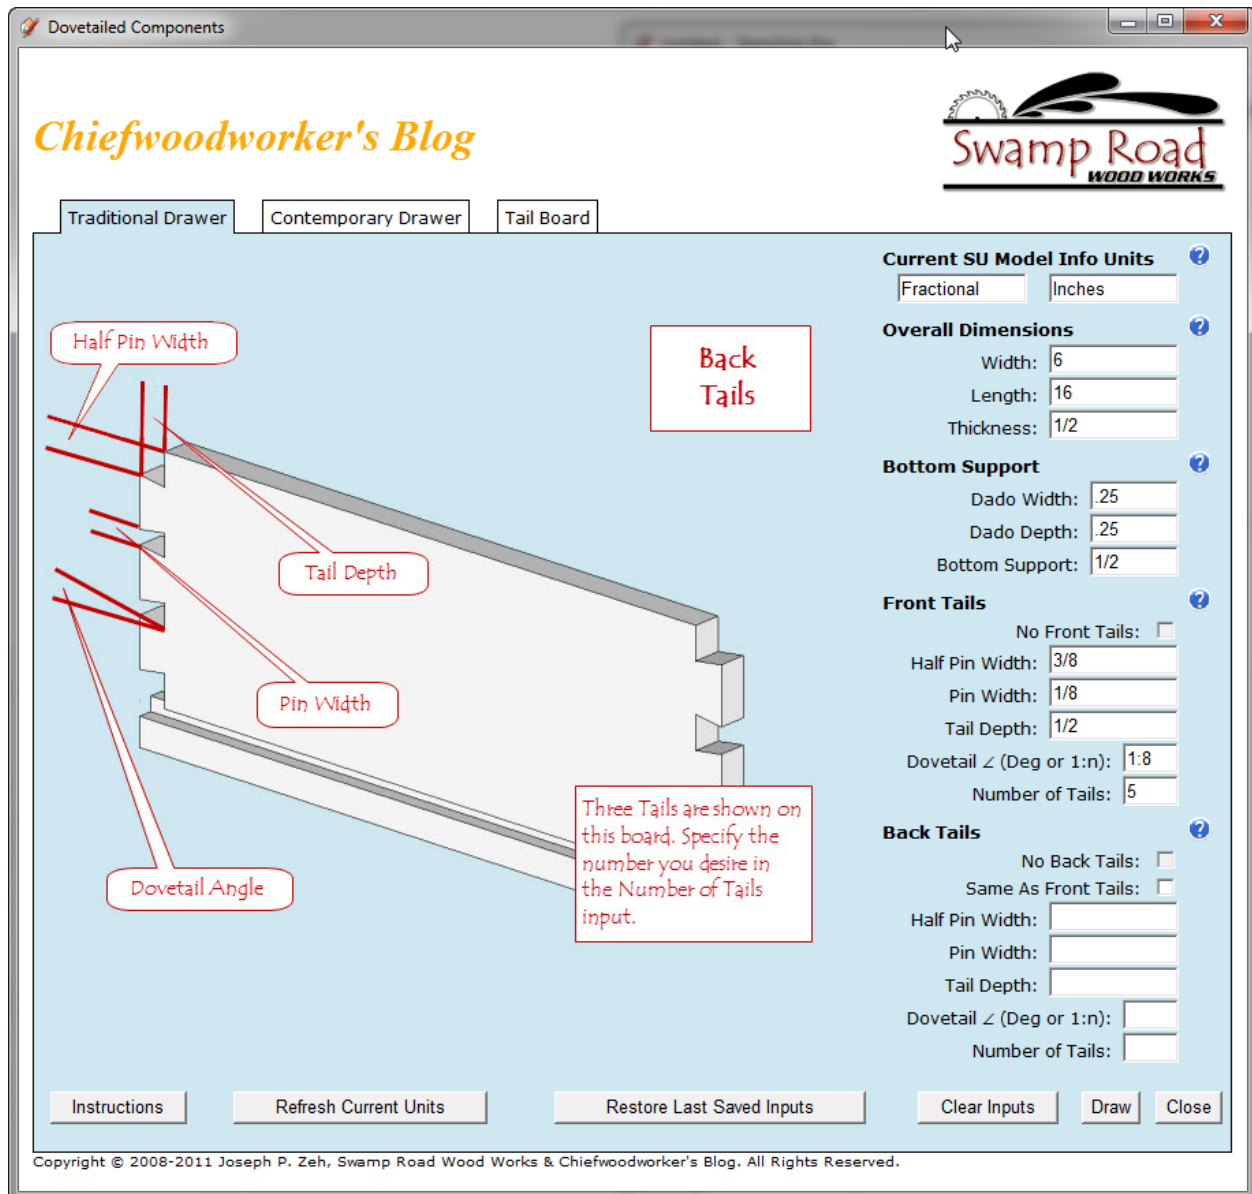 Dovetailed Components
Chiefwoodworker's Blog
Swamp Road
WOOD WORKS
Traditional Drawer
Contemporary Drawer
Tail Board
Current SU Model Info Units
Fractional
Inches
Half Pin Width
Back
Tails
Overall Dimensions
Width: 6
Length: 16
Thickness: 1/2
Bottom Support
Dado Width: .25
Dado Depth: .25
Bottom Support: 1/2
Tail Depth
Front Tails
No Front Tails:
Half Pin Width: 3/8
Pin Width: 1/8
Tail Depth: 1/2
Dovetail ∠ (Deg or 1:n): 1:8
Number of Tails: 5
Pin Width
Three Tails are shown on
this board. Specify the
number you desire in
the Number of Tails
input.
Dovetail Angle
Back Tails
No Back Tails:
Same As Front Tails:
Half Pin Width:
Pin Width:
Tail Depth:
Dovetail ∠ (Deg or 1:n):
Number of Tails:
Instructions
Refresh Current Units
Restore Last Saved Inputs
Clear Inputs
Draw
Close
Copyright © 2008-2011 Joseph P. Zeh, Swamp Road Wood Works & Chiefwoodworker's Blog. All Rights Reserved.